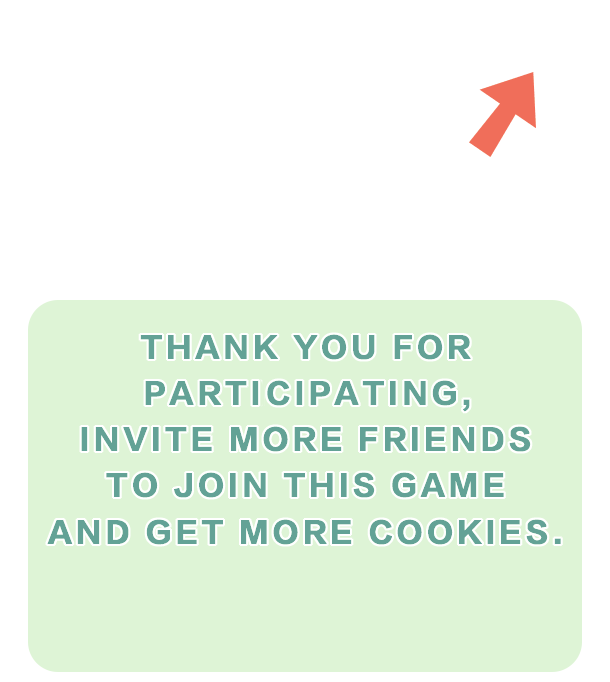 THANK YOU FOR
PARTICIPATING,
INVITE MORE FRIENDS
TO JOIN THIS GAME
AND GET MORE COOKIES.